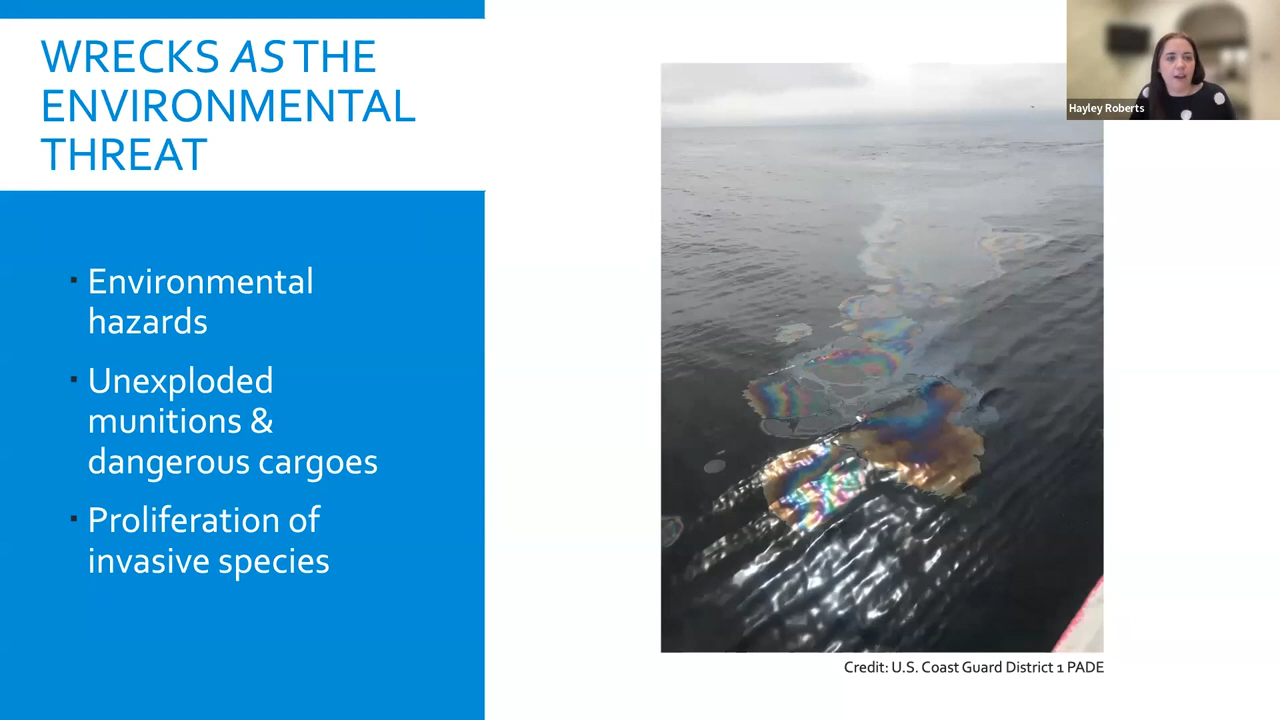 WRECKS AS THE
ENVIRONMENTAL
THREAT
▪ Environmental
hazards
▪ Unexploded
munitions &
dangerous cargoes
▪ Proliferation of
invasive species
Hayley Roberts
Credit: U.S. Coast Guard District 1 PADE